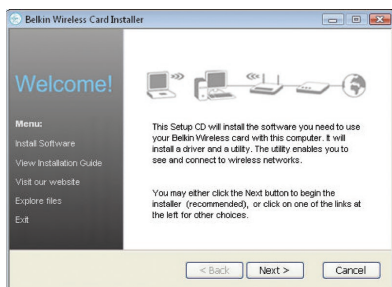 Belkin Wireless Card Installer
Welcome!
Menu:
Install Software
View Installation Guide
Visit our website
Explore files
Exit
This Setup CD will install the software you need to use
your Belkin Wireless card with this computer. It will
install a driver and a utility. The utility enables you to
see and connect to wireless networks.
You may either click the Next button to begin the
installer (recommended), or click on one of the links at
the left for other choices.
< Back
Next >
Cancel